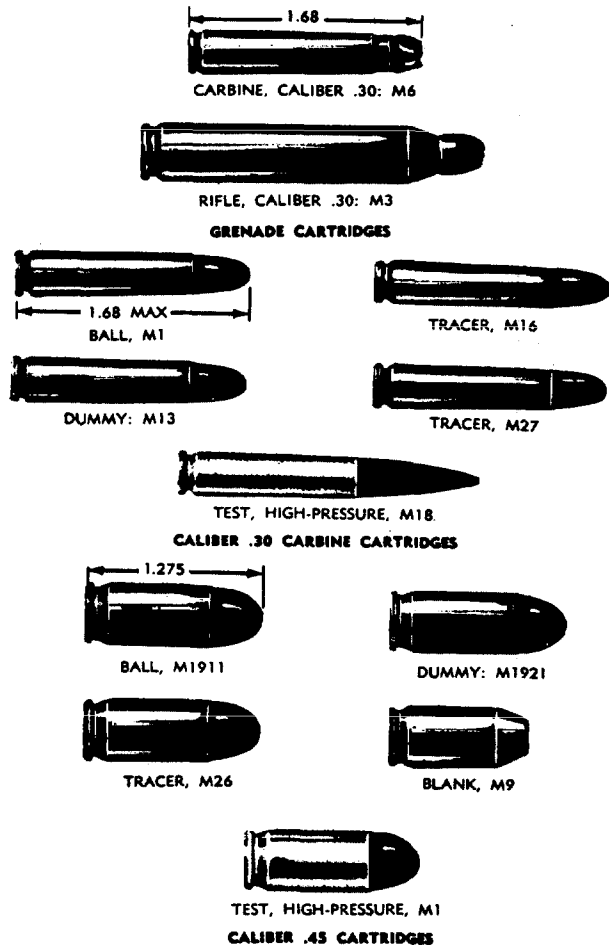 1.68
CARBINE, CALIBER .30: M6
RIFLE, CALIBER .30: M3
GRENADE CARTRIDGES
1.68 MAX
BALL, M1
TRACER, M16
DUMMY: M13
TRACER, M27
TEST, HIGH-PRESSURE, M18.
CALIBER .30 CARBINE CARTRIDGES
1.275
BALL, M1911
DUMMY: M1921
TRACER, M26
BLANK, M9
TEST, HIGH-PRESSURE, M1
CALIBER .45 CARTRIDGES